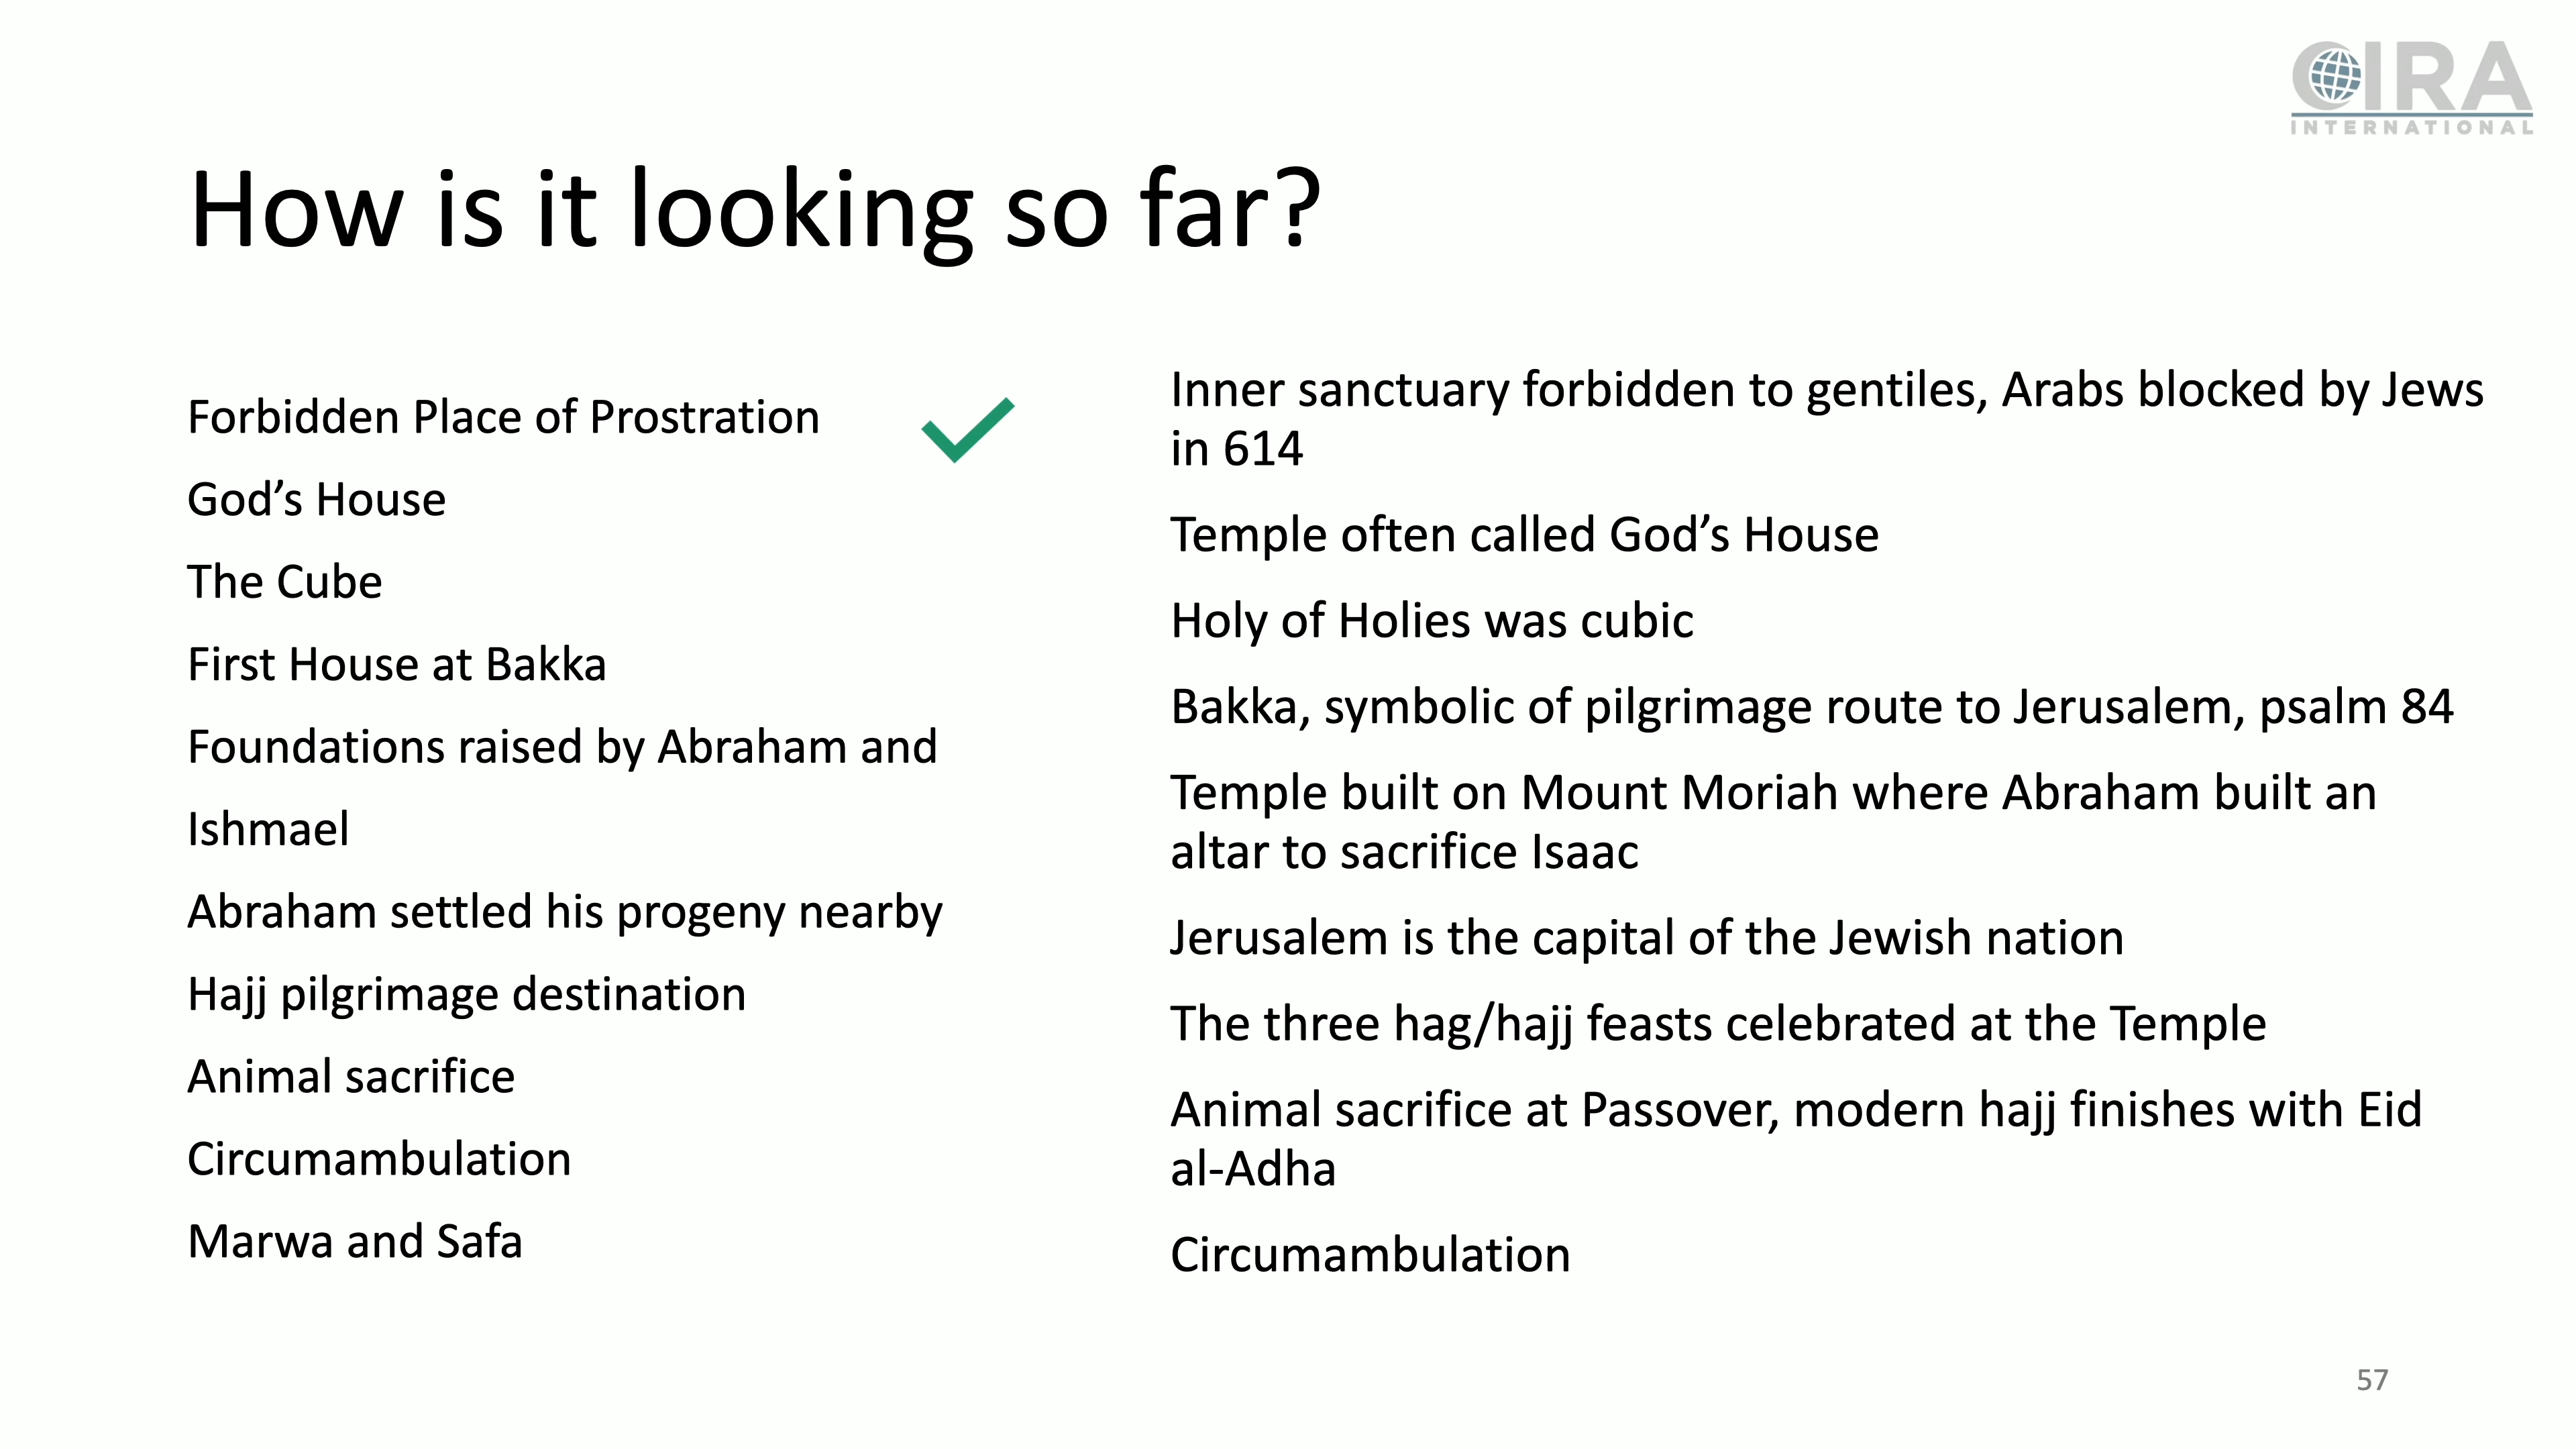 CIRA
INTERNATIONAL
How is it looking so far?
Forbidden Place of Prostration
God’s House
The Cube
First House at Bakka
Foundations raised by Abraham and
Ishmael
Abraham settled his progeny nearby
Hajj pilgrimage destination
Animal sacrifice
Circumambulation
Marwa and Safa
Inner sanctuary forbidden to gentiles, Arabs blocked by Jews
in 614
Temple often called God’s House
Holy of Holies was cubic
Bakka, symbolic of pilgrimage route to Jerusalem, psalm 84
Temple built on Mount Moriah where Abraham built an
altar to sacrifice Isaac
Jerusalem is the capital of the Jewish nation
The three hag/hajj feasts celebrated at the Temple
Animal sacrifice at Passover, modern hajj finishes with Eid
al-Adha
Circumambulation
57